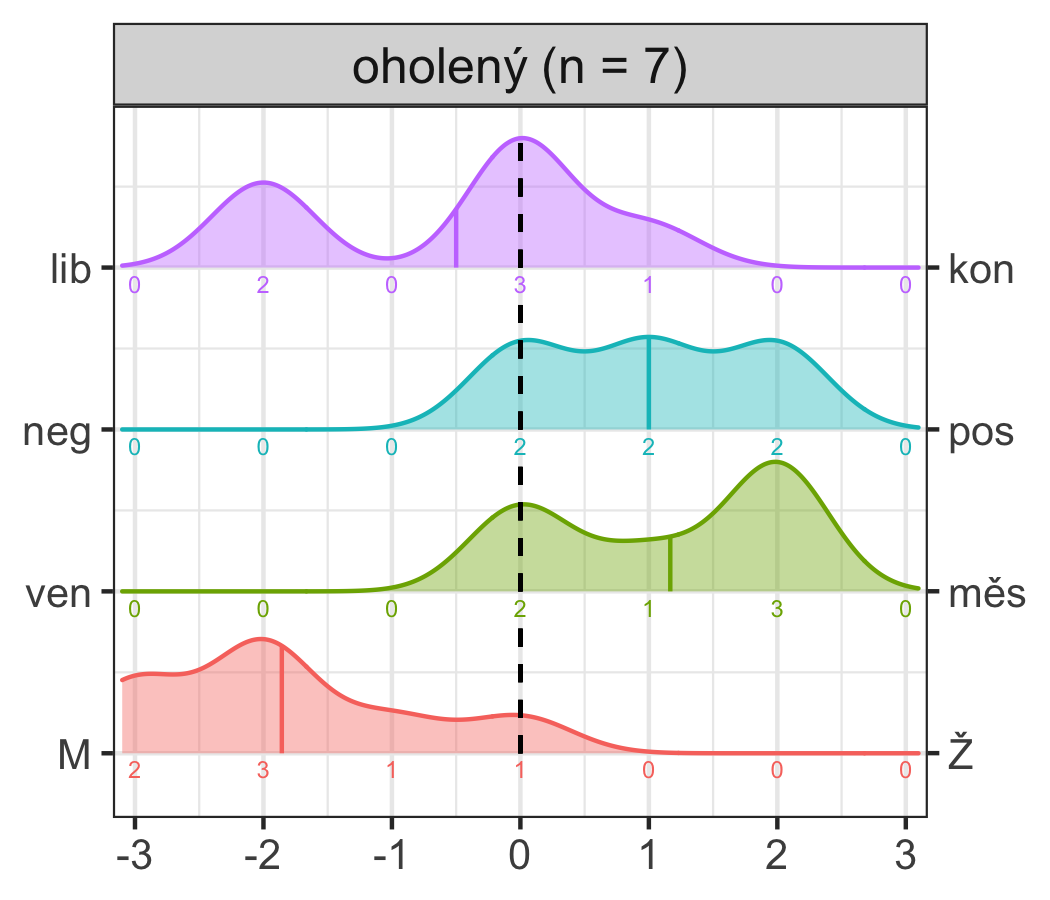 oholený (n = 7)
lib kon
0 2 0 3 1 0 0
neg pos
0 0 0 2 2 2 0
ven měs
0 0 0 2 1 3 0
M Ž
2 3 1 1 0 0 0
-3 -2 -1 0 1 2 3